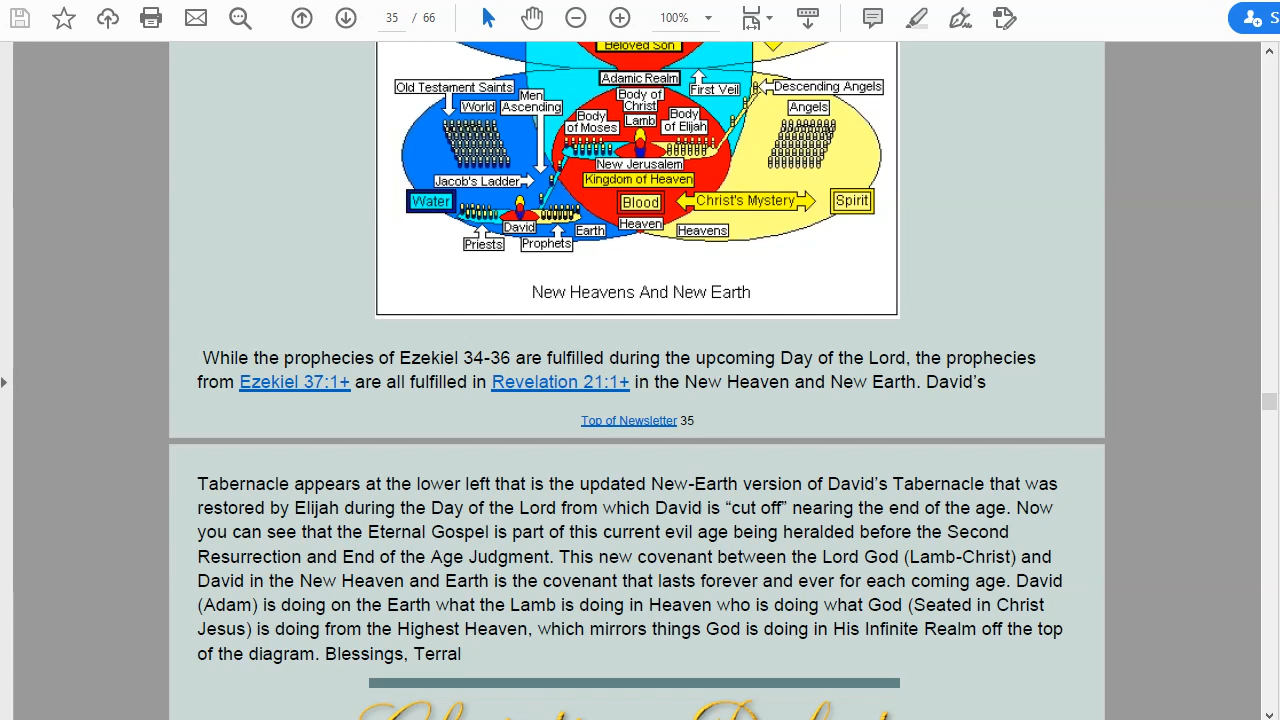 35 / 66
100%
S
Beloved Son
Adamic Realm
Old Testament Saints
First Veil
Descending Angels
World
Men
Ascending
Body of
Christ
Lamb
Body
of Moses
Body
of Elijah
Angels
New Jerusalem
Jacob's Ladder
Kingdom of Heaven
Water
Blood
Christ's Mystery
Spirit
David
Earth
Heaven
Heavens
Priests
Prophets
New Heavens And New Earth
While the prophecies of Ezekiel 34-36 are fulfilled during the upcoming Day of the Lord, the prophecies
from Ezekiel 37:1+ are all fulfilled in Revelation 21:1+ in the New Heaven and New Earth. David’s
Top of Newsletter 35
Tabernacle appears at the lower left that is the updated New-Earth version of David’s Tabernacle that was
restored by Elijah during the Day of the Lord from which David is “cut off” nearing the end of the age. Now
you can see that the Eternal Gospel is part of this current evil age being heralded before the Second
Resurrection and End of the Age Judgment. This new covenant between the Lord God (Lamb-Christ) and
David in the New Heaven and Earth is the covenant that lasts forever and ever for each coming age. David
(Adam) is doing on the Earth what the Lamb is doing in Heaven who is doing what God (Seated in Christ
Jesus) is doing from the Highest Heaven, which mirrors things God is doing in His Infinite Realm off the top
of the diagram. Blessings, Terral